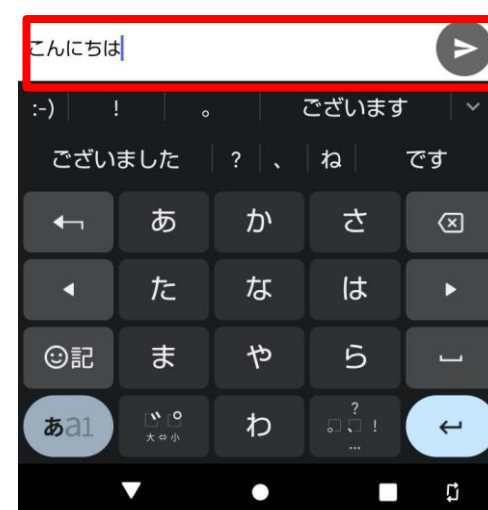 こんにちは
:-) ! 。 ございます
ございました ? 、 ね です
あ か さ
た な は
記 ま や ら
あa1 大⇔小 わ 。?、! …